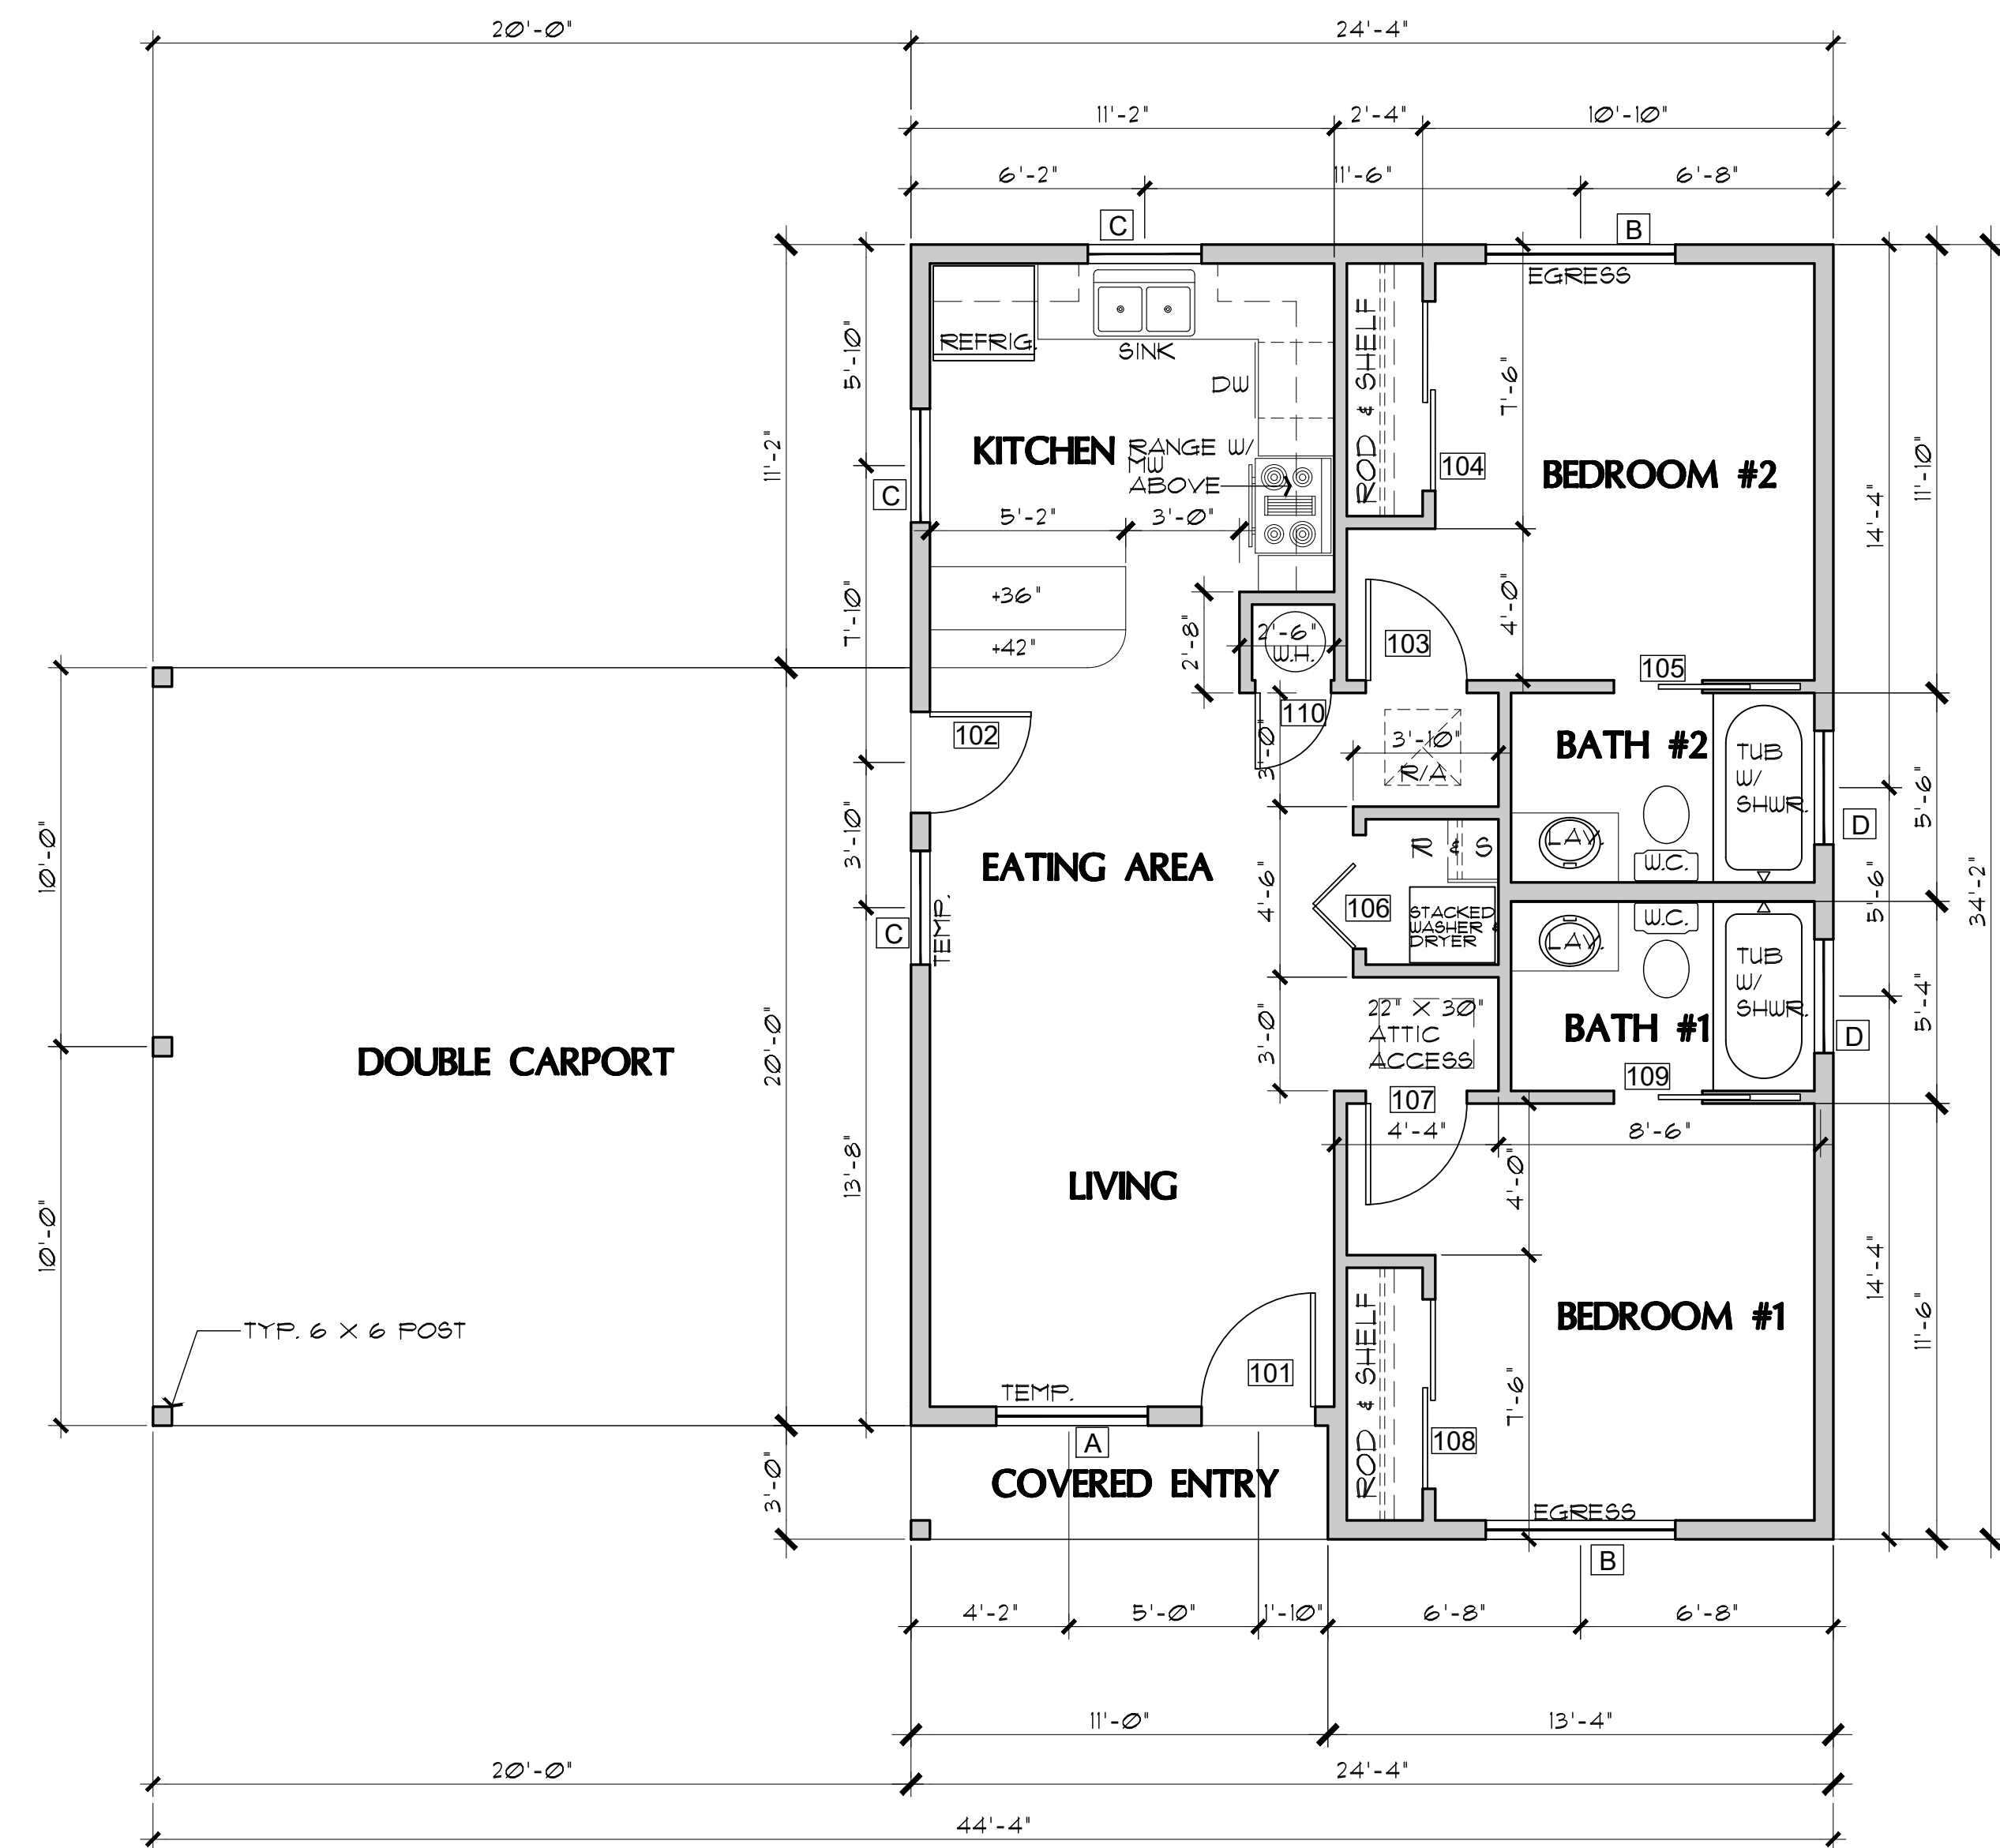 20'-0"
24'-4"
11'-2"
2'-4"
10'-10"
6'-2"
11'-6"
6'-8"
C
B
EGRESS
REFRIG.
SINK
DW
ROD & SHELF
5'-10"
11'-2"
7'-6"
KITCHEN
RANGE W/
MW
ABOVE
104
BEDROOM #2
14'-4"
11'-10"
C
5'-2"
3'-0"
+36"
+42"
7'-10"
2'-8"
2'-6"
W.H.
4'-0"
103
105
102
110
3'-0"
3'-10"
R/A
BATH #2
TUB
W/
SHWR.
LAY.
W.C.
D
5'-6"
10'-0"
3'-10"
EATING AREA
4'-6"
R & S
106
STACKED
WASHER &
DRYER
C
TEMP.
5'-6"
34'-2"
W.C.
LAY.
TUB
W/
SHWR.
BATH #1
D
5'-4"
DOUBLE CARPORT
20'-0"
3'-0"
22" X 30"
ATTIC
ACCESS
107
109
4'-4"
8'-6"
10'-0"
13'-8"
LIVING
4'-0"
14'-4"
11'-6"
TYP. 6 X 6 POST
BEDROOM #1
ROD & SHELF
7'-6"
101
TEMP.
A
108
3'-0"
COVERED ENTRY
EGRESS
B
4'-2"
5'-0"
1'-10"
6'-8"
6'-8"
11'-0"
13'-4"
20'-0"
24'-4"
44'-4"